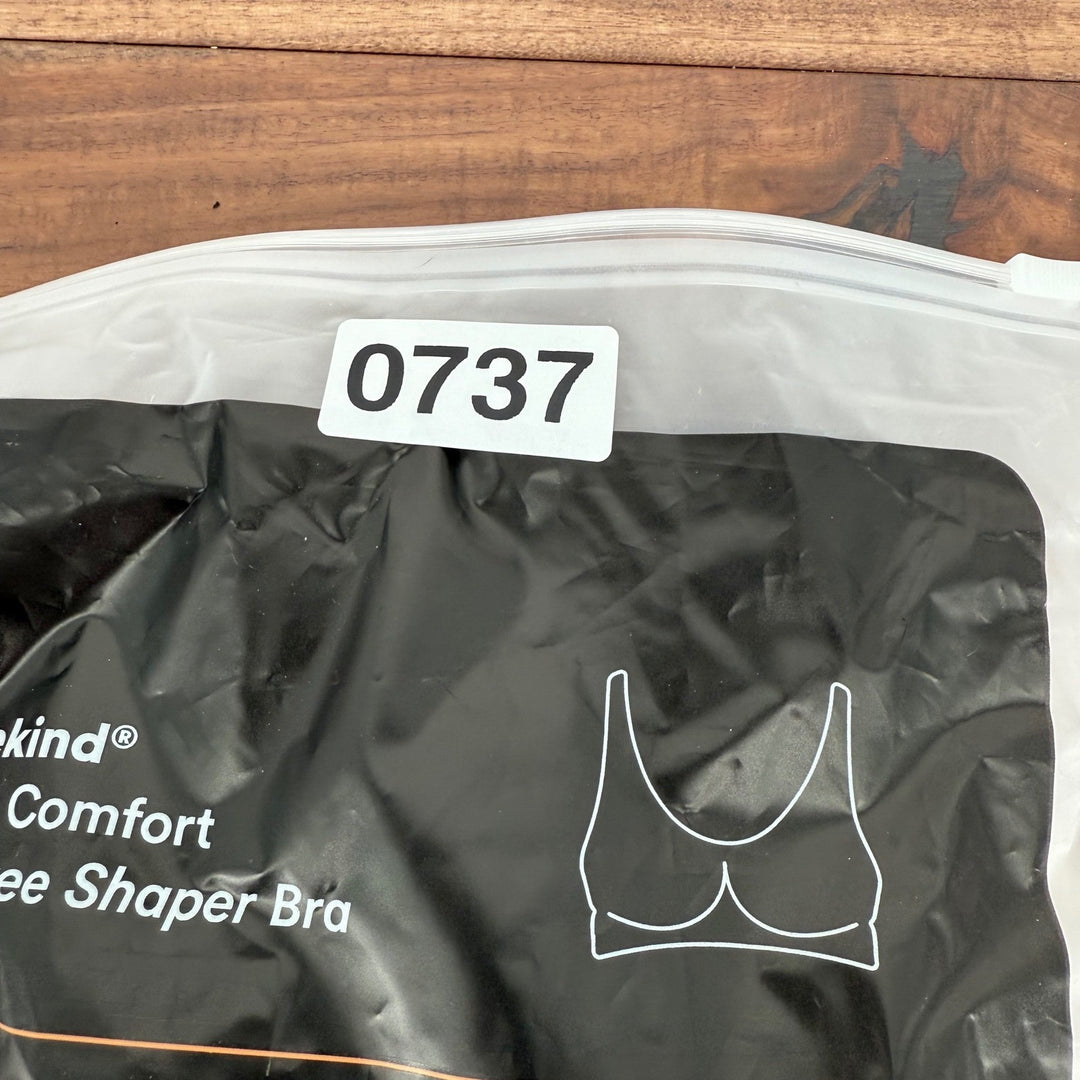 0737
ekind®
Comfort
ee Shaper Bra